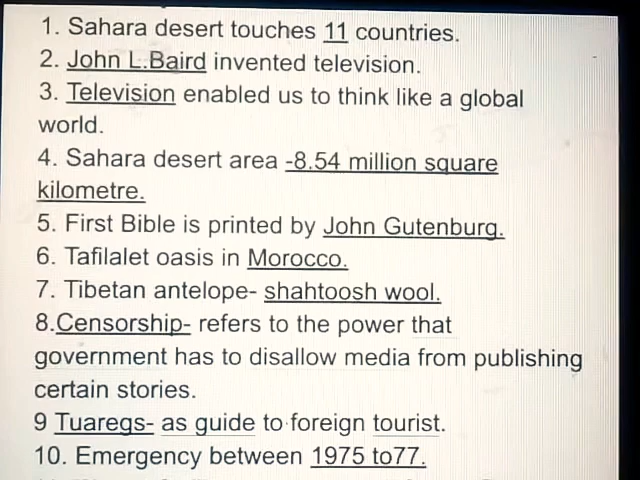 1. Sahara desert touches 11 countries.
2. John L.Baird invented television.
3. Television enabled us to think like a global
world.
4. Sahara desert area -8.54 million square
kilometre.
5. First Bible is printed by John Gutenburg.
6. Tafilalet oasis in Morocco.
7. Tibetan antelope- shahtoosh wool.
8.Censorship- refers to the power that
government has to disallow media from publishing
certain stories.
9 Tuaregs- as guide to foreign tourist.
10. Emergency between 1975 to77.